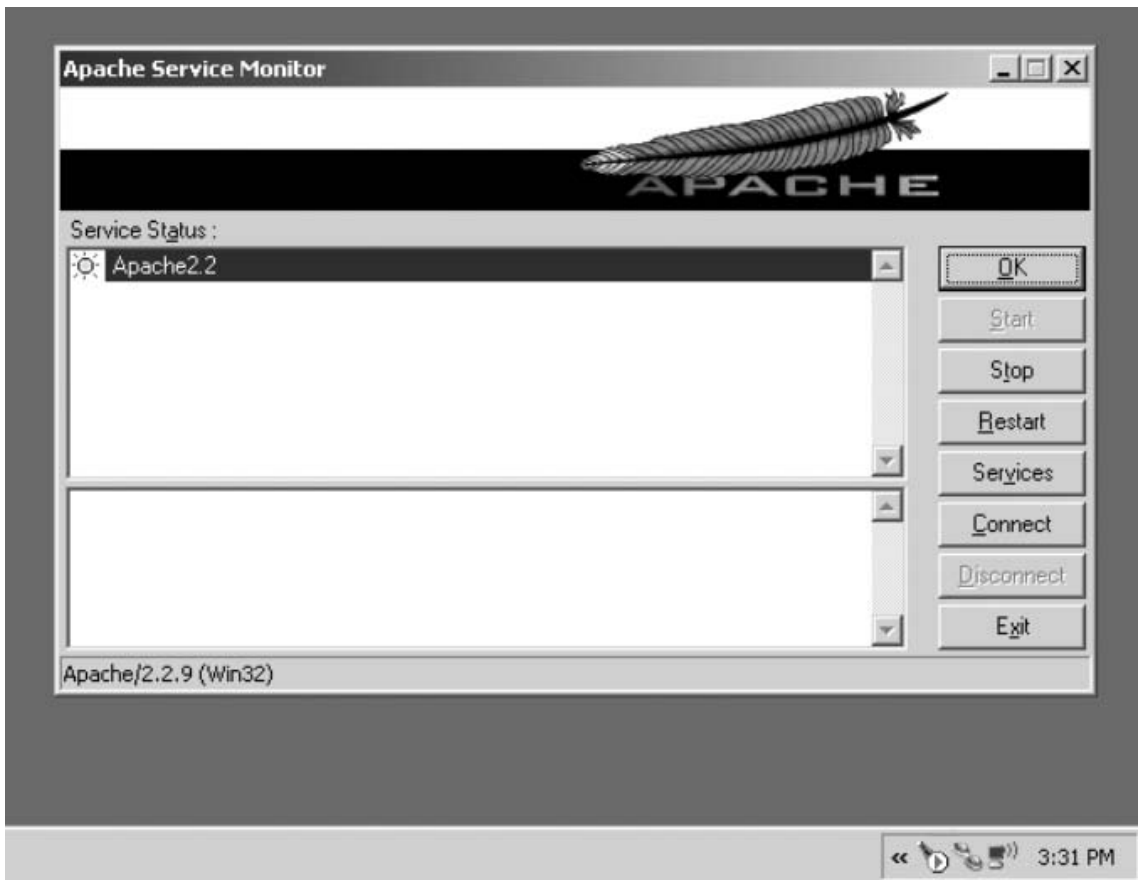 Apache Service Monitor
APACHE
Service Status :
Apache2.2
OK
Start
Stop
Restart
Services
Connect
Disconnect
Exit
Apache/2.2.9 (Win32)
« 3:31 PM